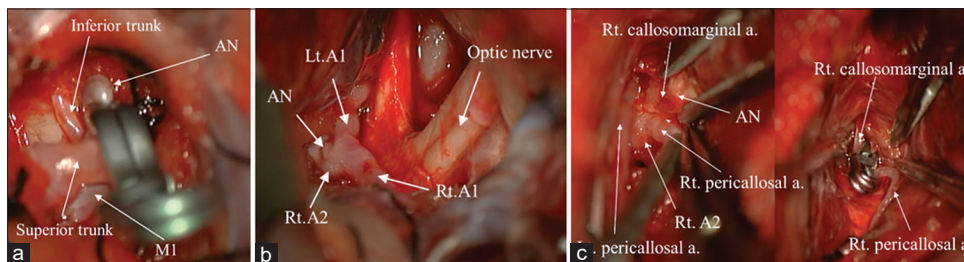 Inferior trunk
AN
Superior trunk
M1
a
Lt.A1
Optic nerve
AN
Rt.A2
Rt.A1
b
Rt. callosomarginal a.
AN
Rt. pericallosal a.
Rt. A2
t. pericallosal a.
c
Rt. callosomarginal a
Rt. pericallosal a